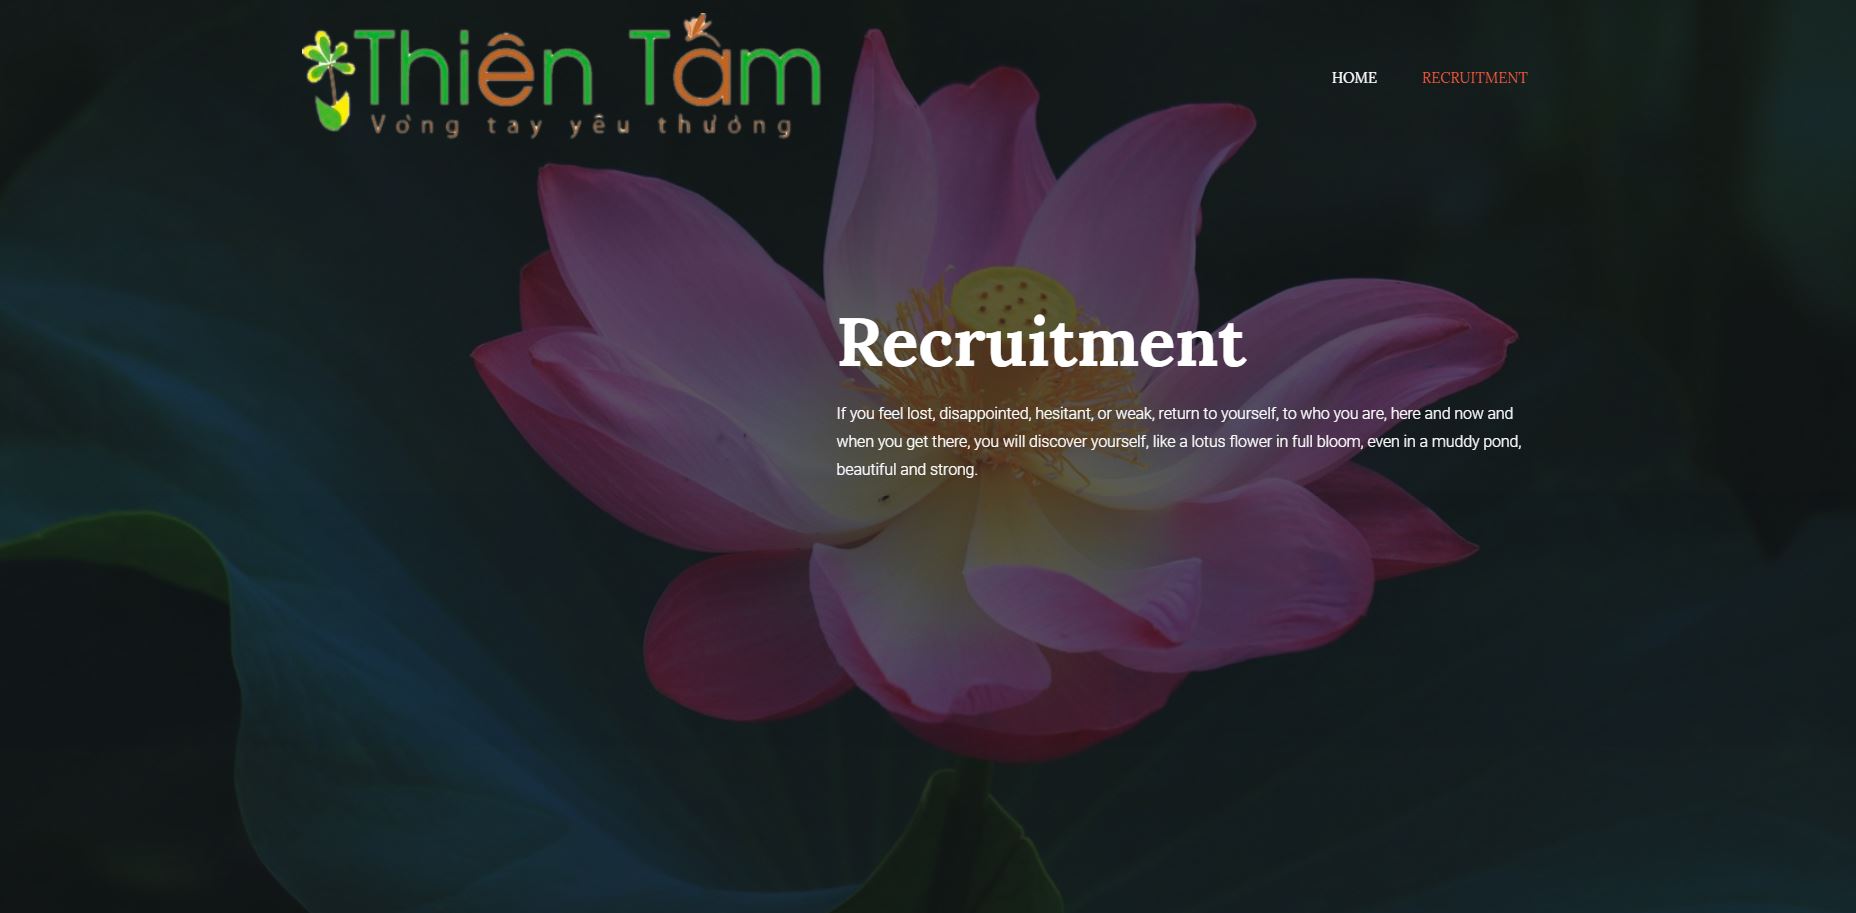 Thiên Tâm
Vòng tay yêu thương
HOME
RECRUITMENT
Recruitment
If you feel lost, disappointed, hesitant, or weak, return to yourself, to who you are, here and now and
when you get there, you will discover yourself, like a lotus flower in full bloom, even in a muddy pond,
beautiful and strong.